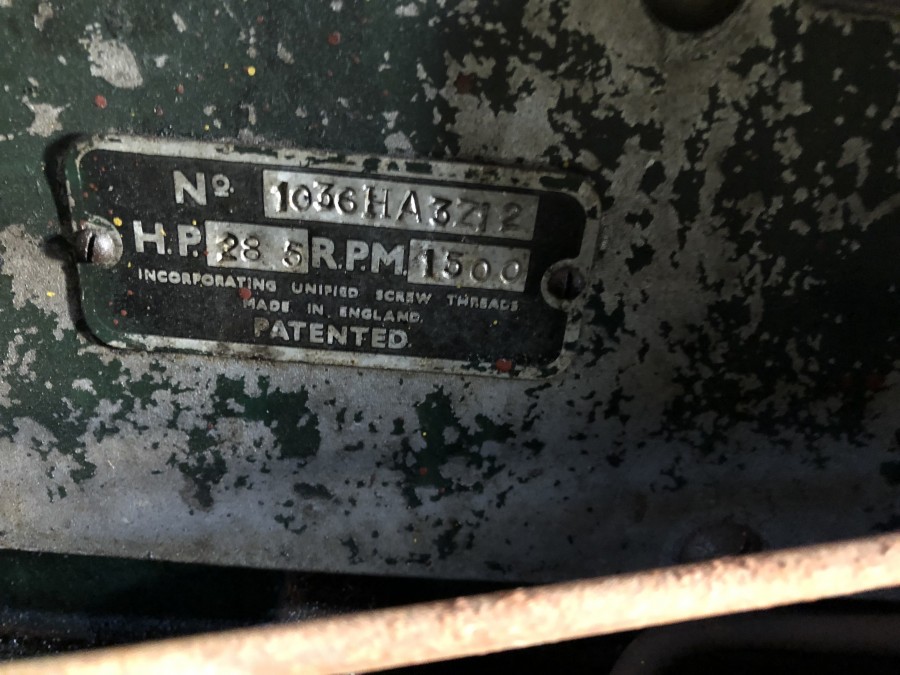 No. 1036HA3Z12
H.P. 28 5 R.P.M. 1500
INCORPORATING UNIFIED SCREW THREADS
MADE IN ENGLAND.
PATENTED.